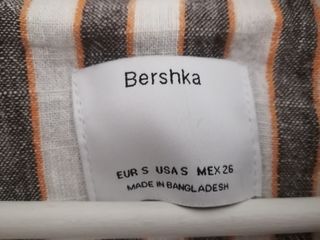 Bershka
EUR S USA S MEX 26
MADE IN BANGLADESH